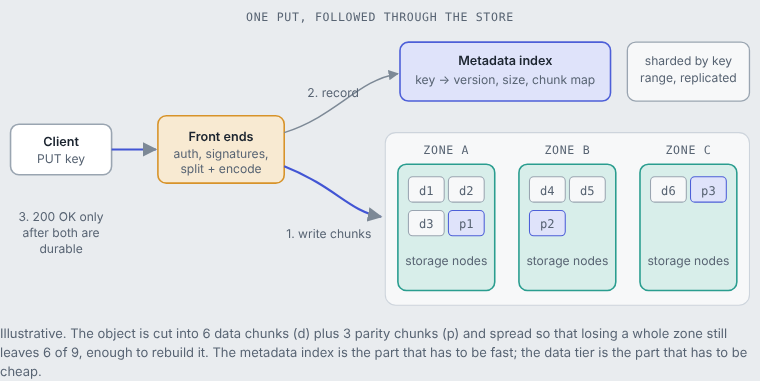 ONE PUT, FOLLOWED THROUGH THE STORE
Metadata index
key → version, size, chunk map
sharded by key
range, replicated
2. record
Client
PUT key
Front ends
auth, signatures,
split + encode
3. 200 OK only
after both are
durable
1. write chunks
ZONE A
d1 d2
d3 p1
storage nodes
ZONE B
d4 d5
p2
storage nodes
ZONE C
d6 p3
storage nodes
Illustrative. The object is cut into 6 data chunks (d) plus 3 parity chunks (p) and spread so that losing a whole zone still
leaves 6 of 9, enough to rebuild it. The metadata index is the part that has to be fast; the data tier is the part that has to be
cheap.